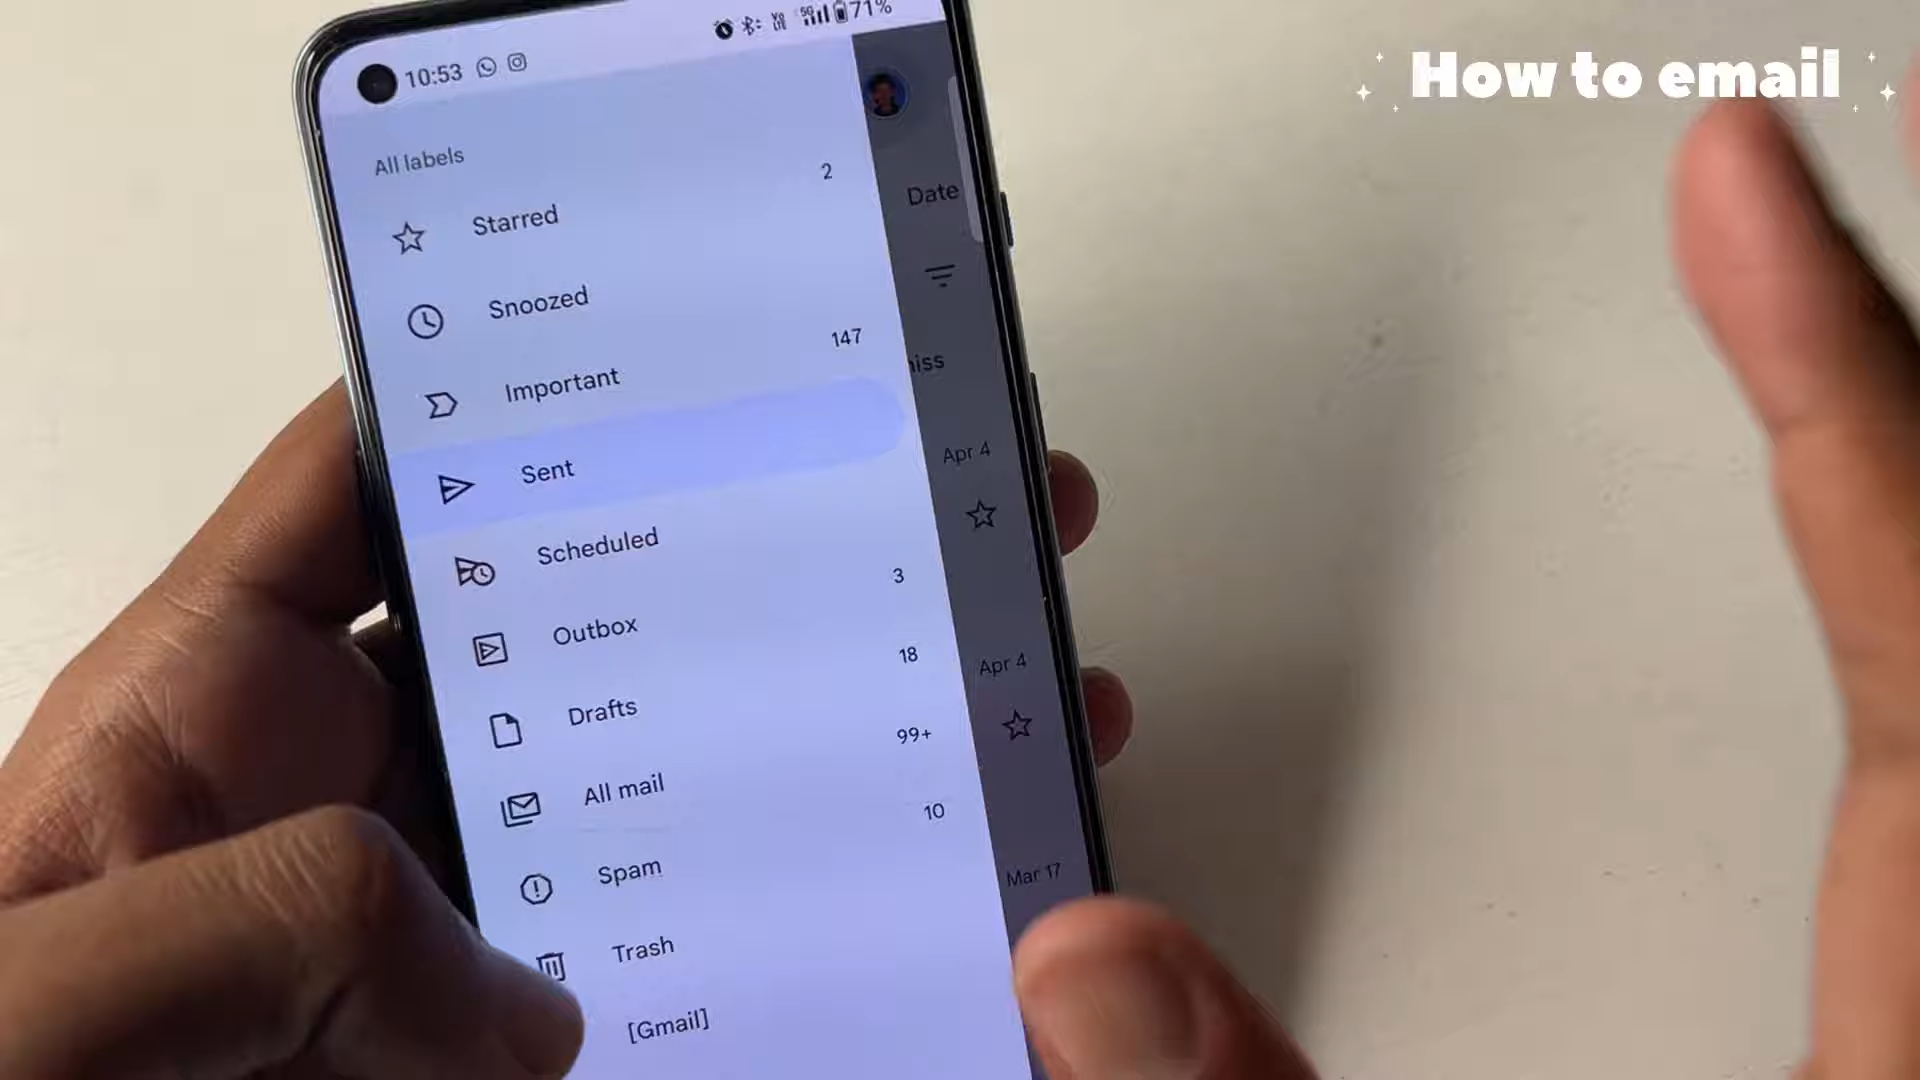 How to email
10:53
5G
71%
All labels
Starred 2
Date
Snoozed
Important 147
Sent
Apr 4
Scheduled
Outbox 3
Drafts 18
Apr 4
All mail 99+
Spam 10
Mar 17
Trash
[Gmail]